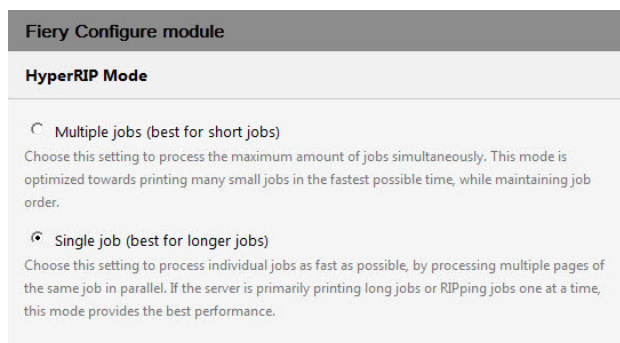 Fiery Configure module
HyperRIP Mode
Multiple jobs (best for short jobs)
Choose this setting to process the maximum amount of jobs simultaneously. This mode is
optimized towards printing many small jobs in the fastest possible time, while maintaining job
order.
Single job (best for longer jobs)
Choose this setting to process individual jobs as fast as possible, by processing multiple pages of
the same job in parallel. If the server is primarily printing long jobs or RIPping jobs one at a time,
this mode provides the best performance.